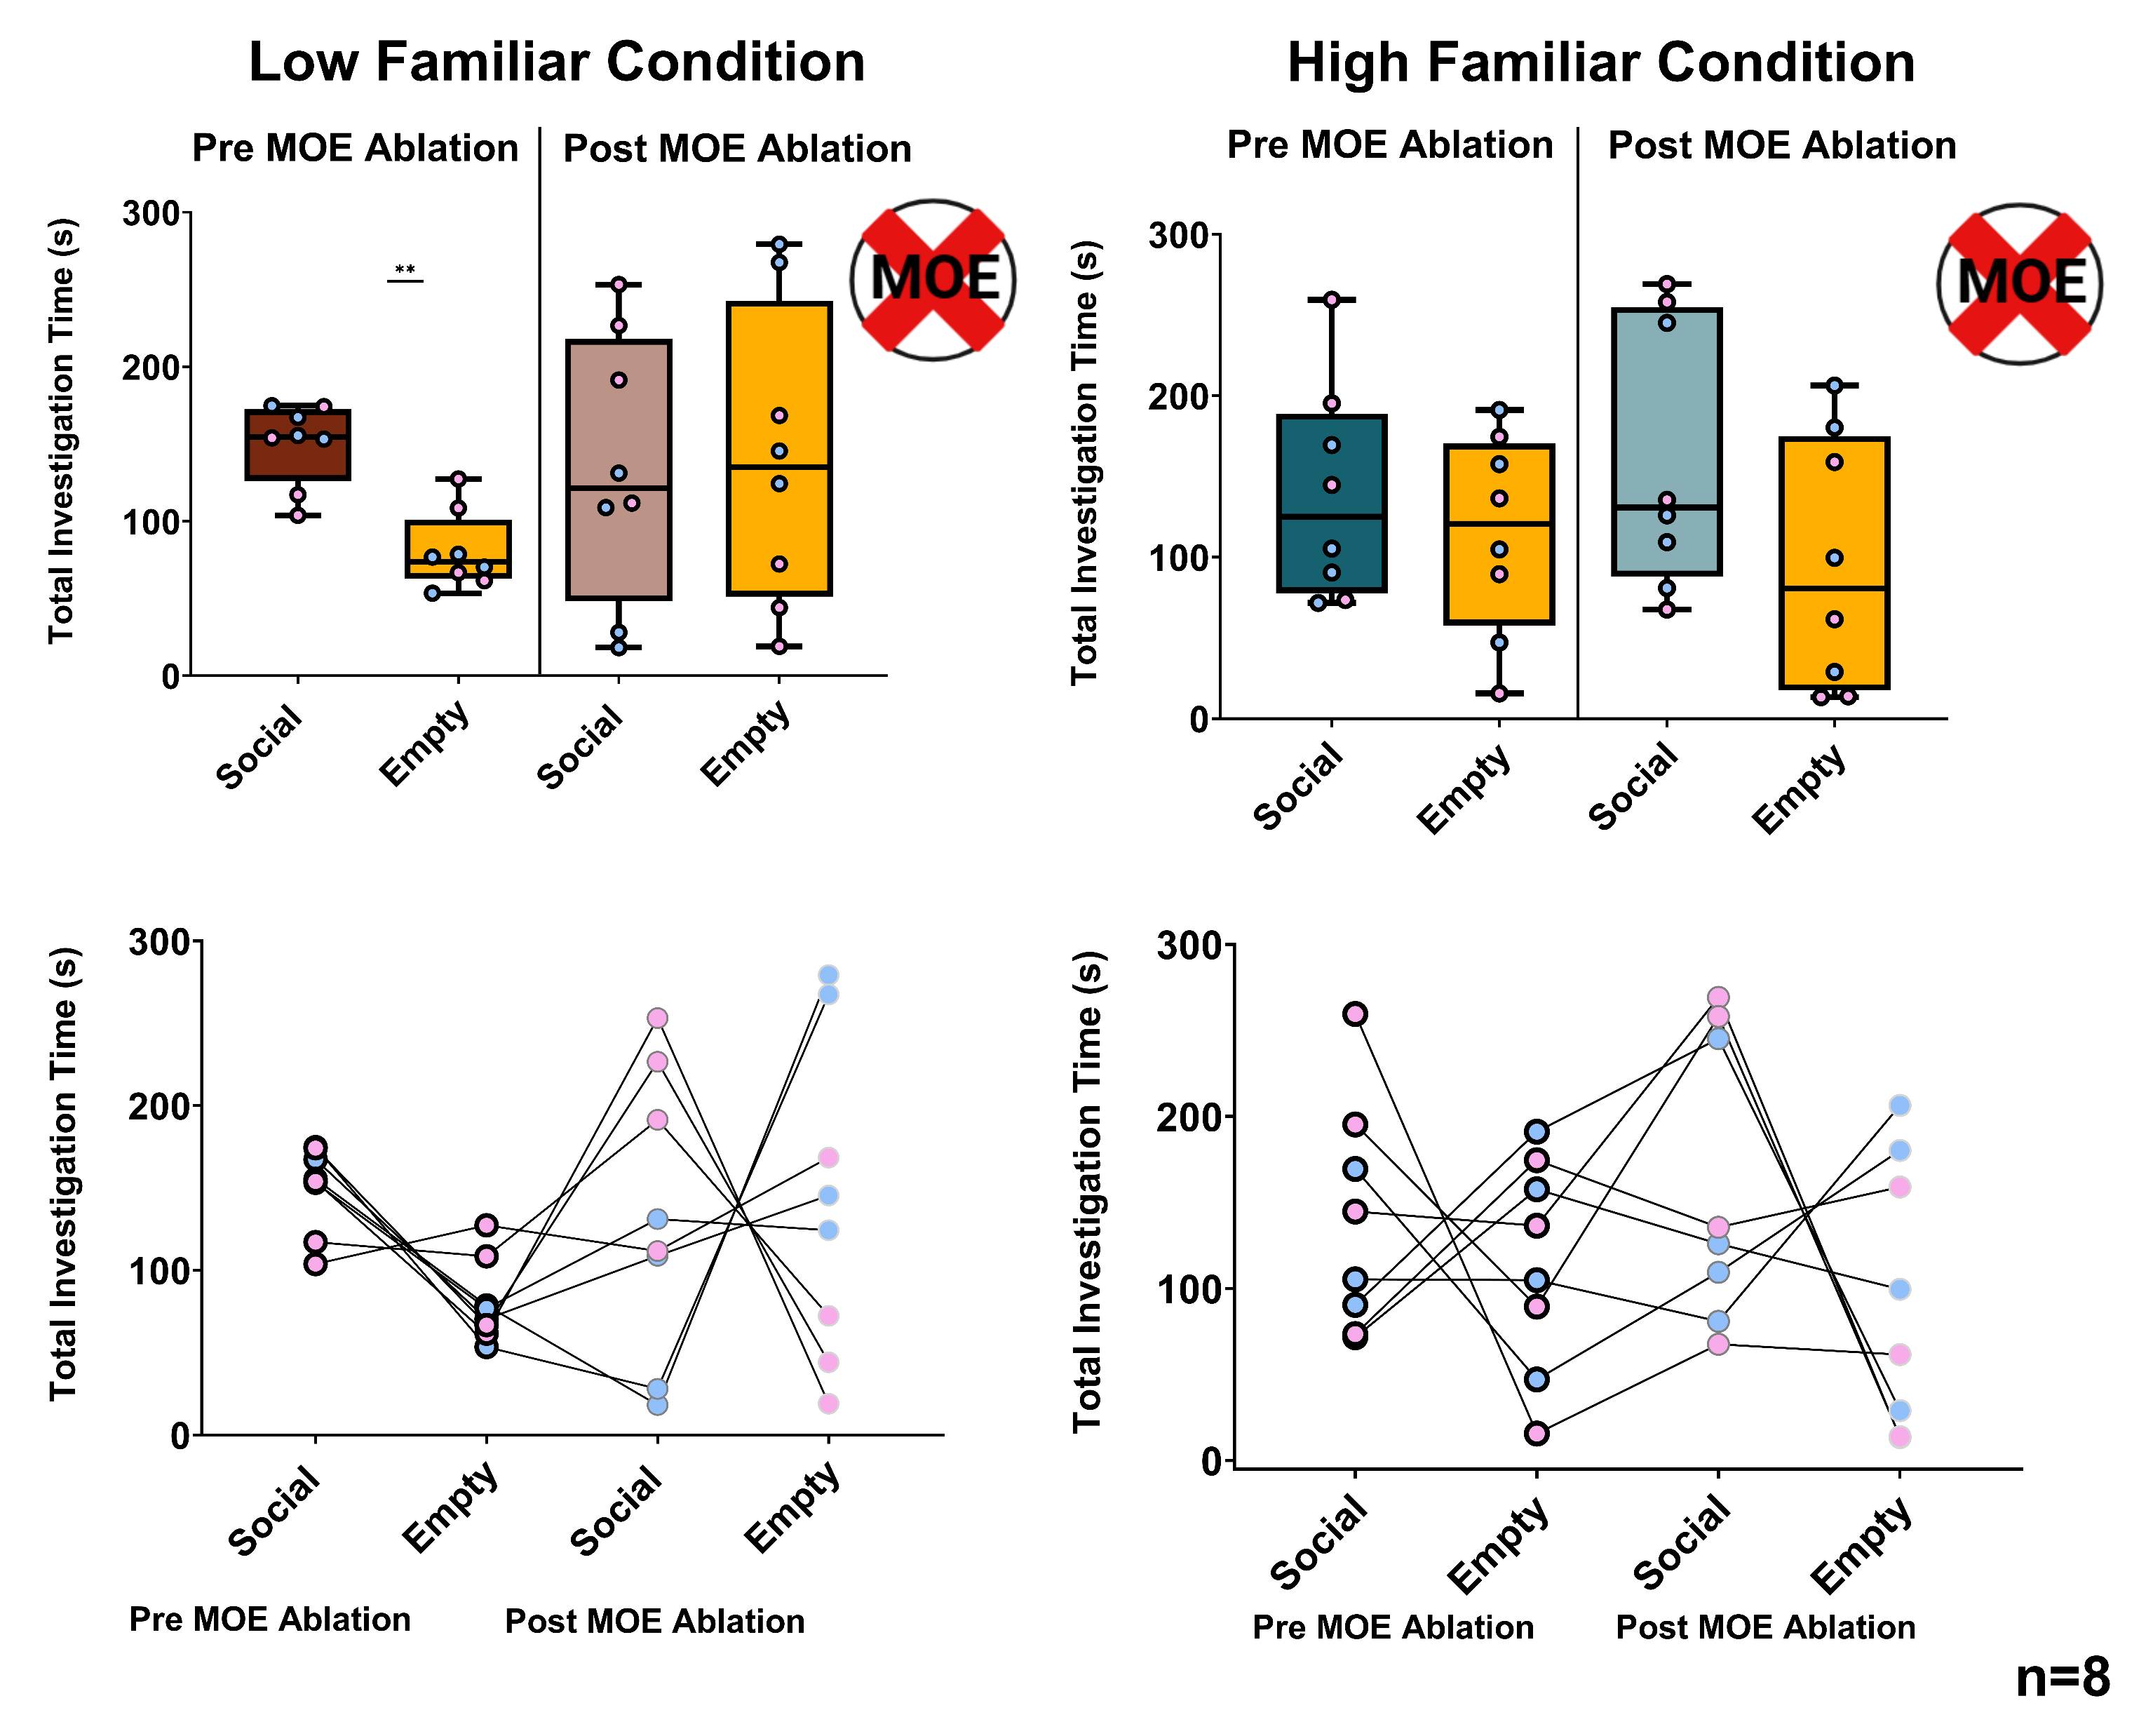 Low Familiar Condition
High Familiar Condition
Pre MOE Ablation
Post MOE Ablation
Pre MOE Ablation
Post MOE Ablation
Total Investigation Time (s)
300
200
100
0
**
MOE
Social
Empty
Social
Empty
Total Investigation Time (s)
300
200
100
0
MOE
Social
Empty
Social
Empty
Total Investigation Time (s)
300
200
100
0
Social
Empty
Social
Empty
Pre MOE Ablation
Post MOE Ablation
Total Investigation Time (s)
300
200
100
0
Social
Empty
Social
Empty
Pre MOE Ablation
Post MOE Ablation
n=8